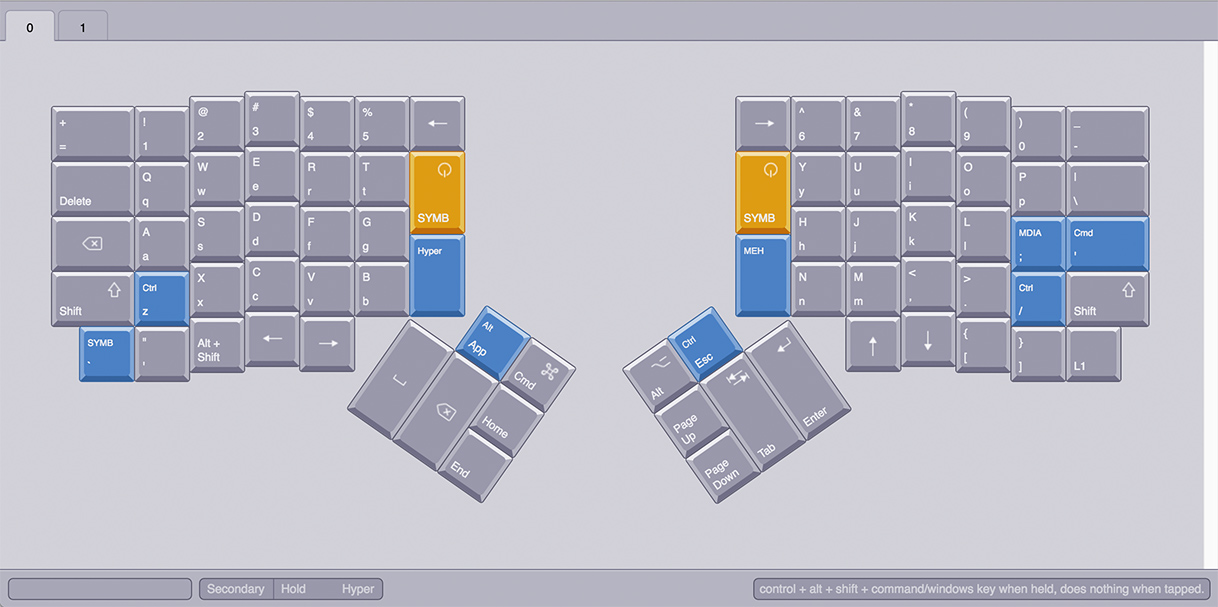 0 1
+ ! @ # $ % ←
= 1 2 3 4 5
→ ^ & * ( ) _
6 7 8 9 0 -
Delete Q W E R T SYMB
q w e r t
SYMB Y U I O P |
y u i o p \
A S D F G Hyper
a s d f g
MEH H J K L MDIA Cmd
h j k l ; '
Shift Ctrl X C V B
z x c v b
N M < > Ctrl Shift
n m , . /
SYMB " Alt + ← →
` ' Shift
↑ ↓ { } L1
[ ]
Alt
App
⌘
Cmd
Home
End
Ctrl
Esc
Alt
Page
Up
Page
Down
Tab
Enter
Secondary Hold Hyper
control + alt + shift + command/windows key when held, does nothing when tapped.